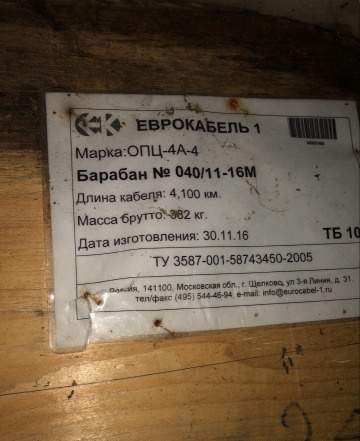 ЕК ЕВРОКАБЕЛЬ 1
Марка:ОПЦ-4А-4
Барабан № 040/11-16М
Длина кабеля: 4,100 км.
Масса брутто: 382 кг.
Дата изготовления: 30.11.16 ТБ 10
ТУ 3587-001-58743450-2005
Россия, 141100, Московская обл., г. Щелково, ул 3-я Линия, д. 31
тел/факс (495) 544-46-94, e-mail: info@eurocabel-1.ru